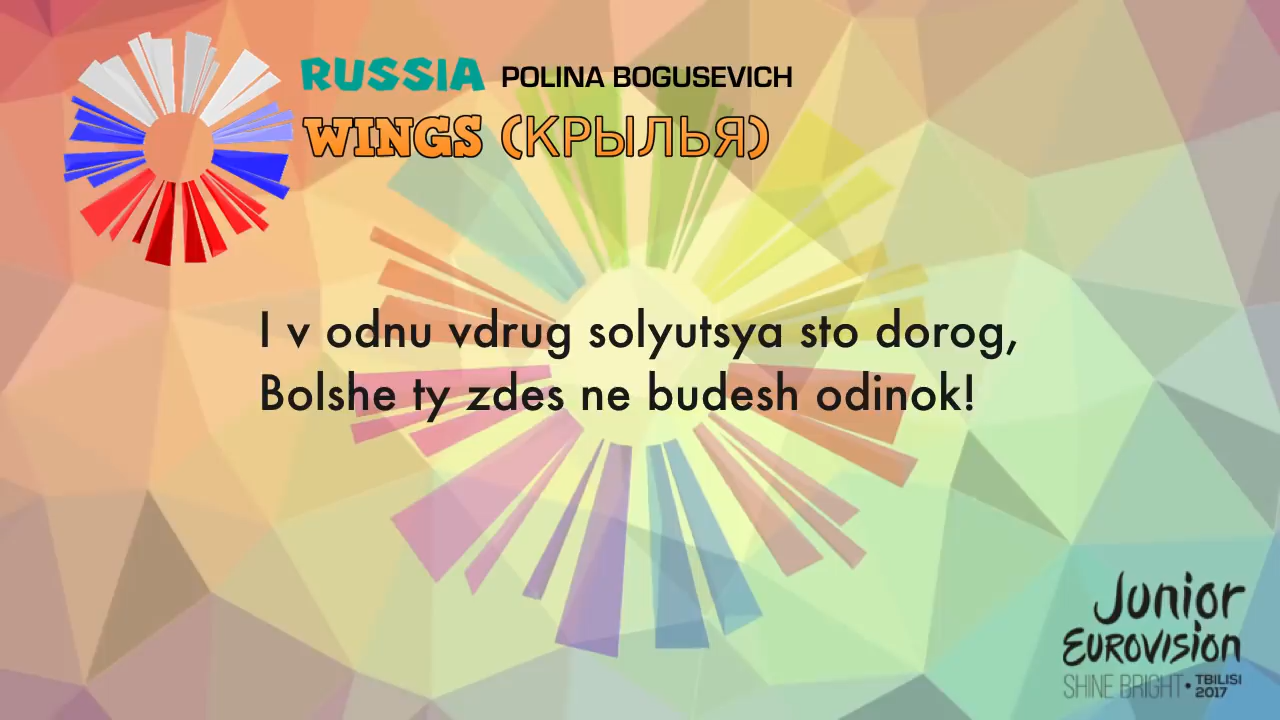 RUSSIA POLINA BOGUSEVICH
WINGS (КРЫЛЬЯ)
I v odnu vdrug solyutsya sto dorog,
Bolshe ty zdes ne budesh odinok!
Junior
EUROVISION
SHINE BRIGHT • TBILISI 2017